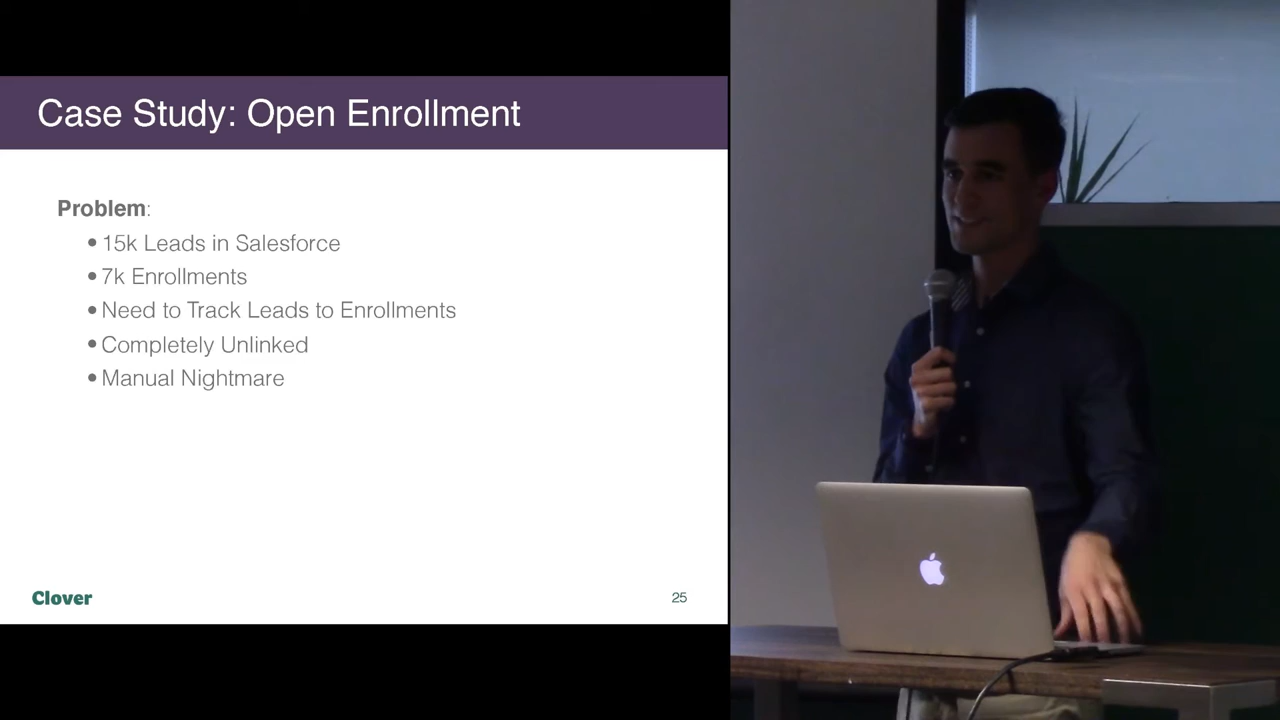 Case Study: Open Enrollment
Problem:
• 15k Leads in Salesforce
• 7k Enrollments
• Need to Track Leads to Enrollments
• Completely Unlinked
• Manual Nightmare
Clover
25